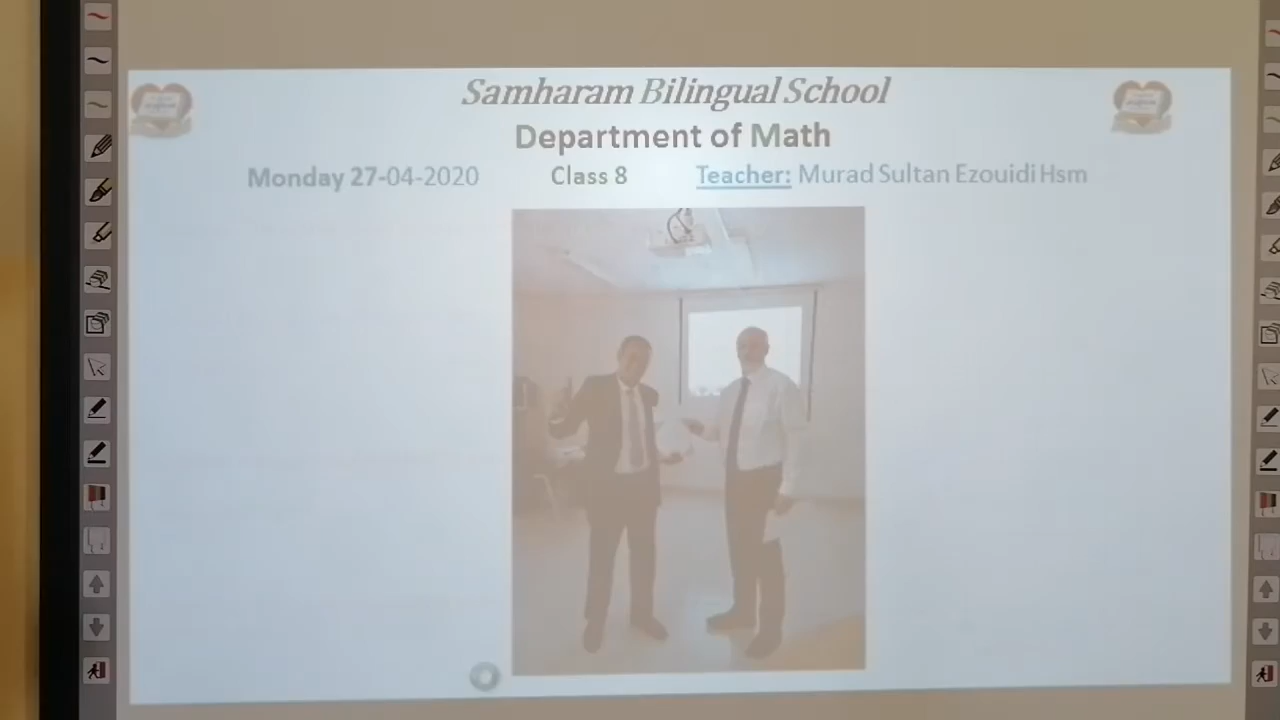 Samharam Bilingual School
Department of Math
Monday 27-04-2020 Class 8 Teacher: Murad Sultan Ezouidi Hsm